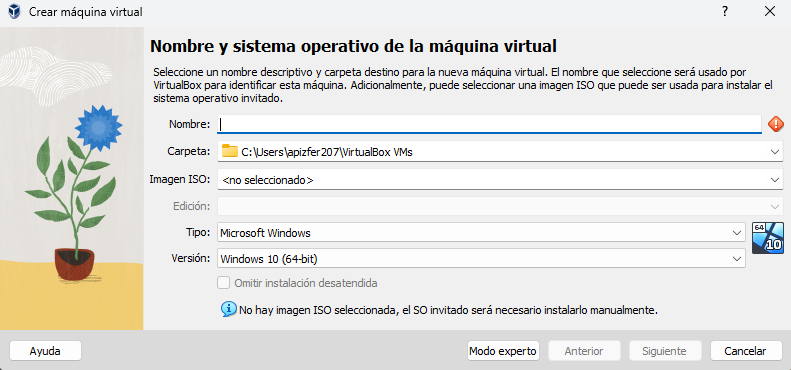 Crear máquina virtual
?
Nombre y sistema operativo de la máquina virtual
Seleccione un nombre descriptivo y carpeta destino para la nueva máquina virtual. El nombre que seleccione será usado por
VirtualBox para identificar esta máquina. Adicionalmente, puede seleccionar una imagen ISO que puede ser usada para instalar el
sistema operativo invitado.
Nombre:
Carpeta: C:\Users\apizfer207\VirtualBox VMs
Imagen ISO: <no seleccionado>
Edición:
Tipo: Microsoft Windows
64
10
Versión: Windows 10 (64-bit)
Omitir instalación desatendida
No hay imagen ISO seleccionada, el SO invitado será necesario instalarlo manualmente.
Ayuda Modo experto Anterior Siguiente Cancelar